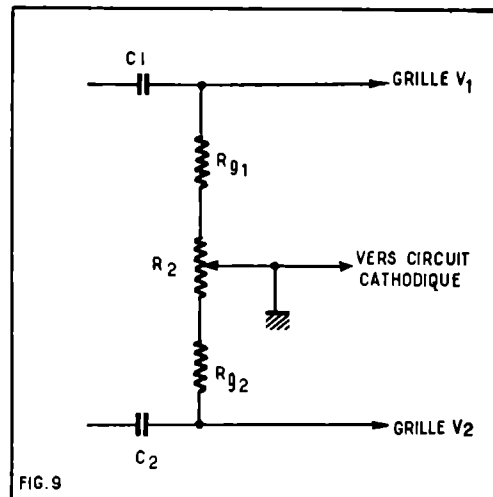 C1
GRILLE V1
Rg1
R2
VERS CIRCUIT
CATHODIQUE
Rg2
C2
GRILLE V2
FIG.9